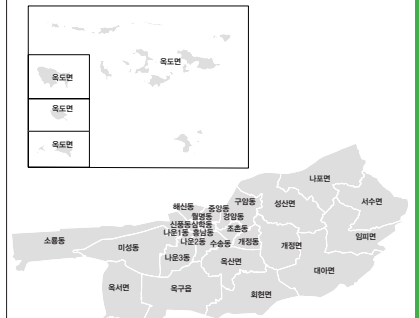 옥도면
옥도면
옥도면
옥도면
나포면
서수면
구암동
성산면
해신동
중앙동
월명동
경암동
신풍동삼학동
조촌동
나운1동
흥남동
소룡동
미성동
나운2동
수송동
개정동
개정면
임피면
나운3동
옥산면
대야면
옥서면
옥구읍
회현면